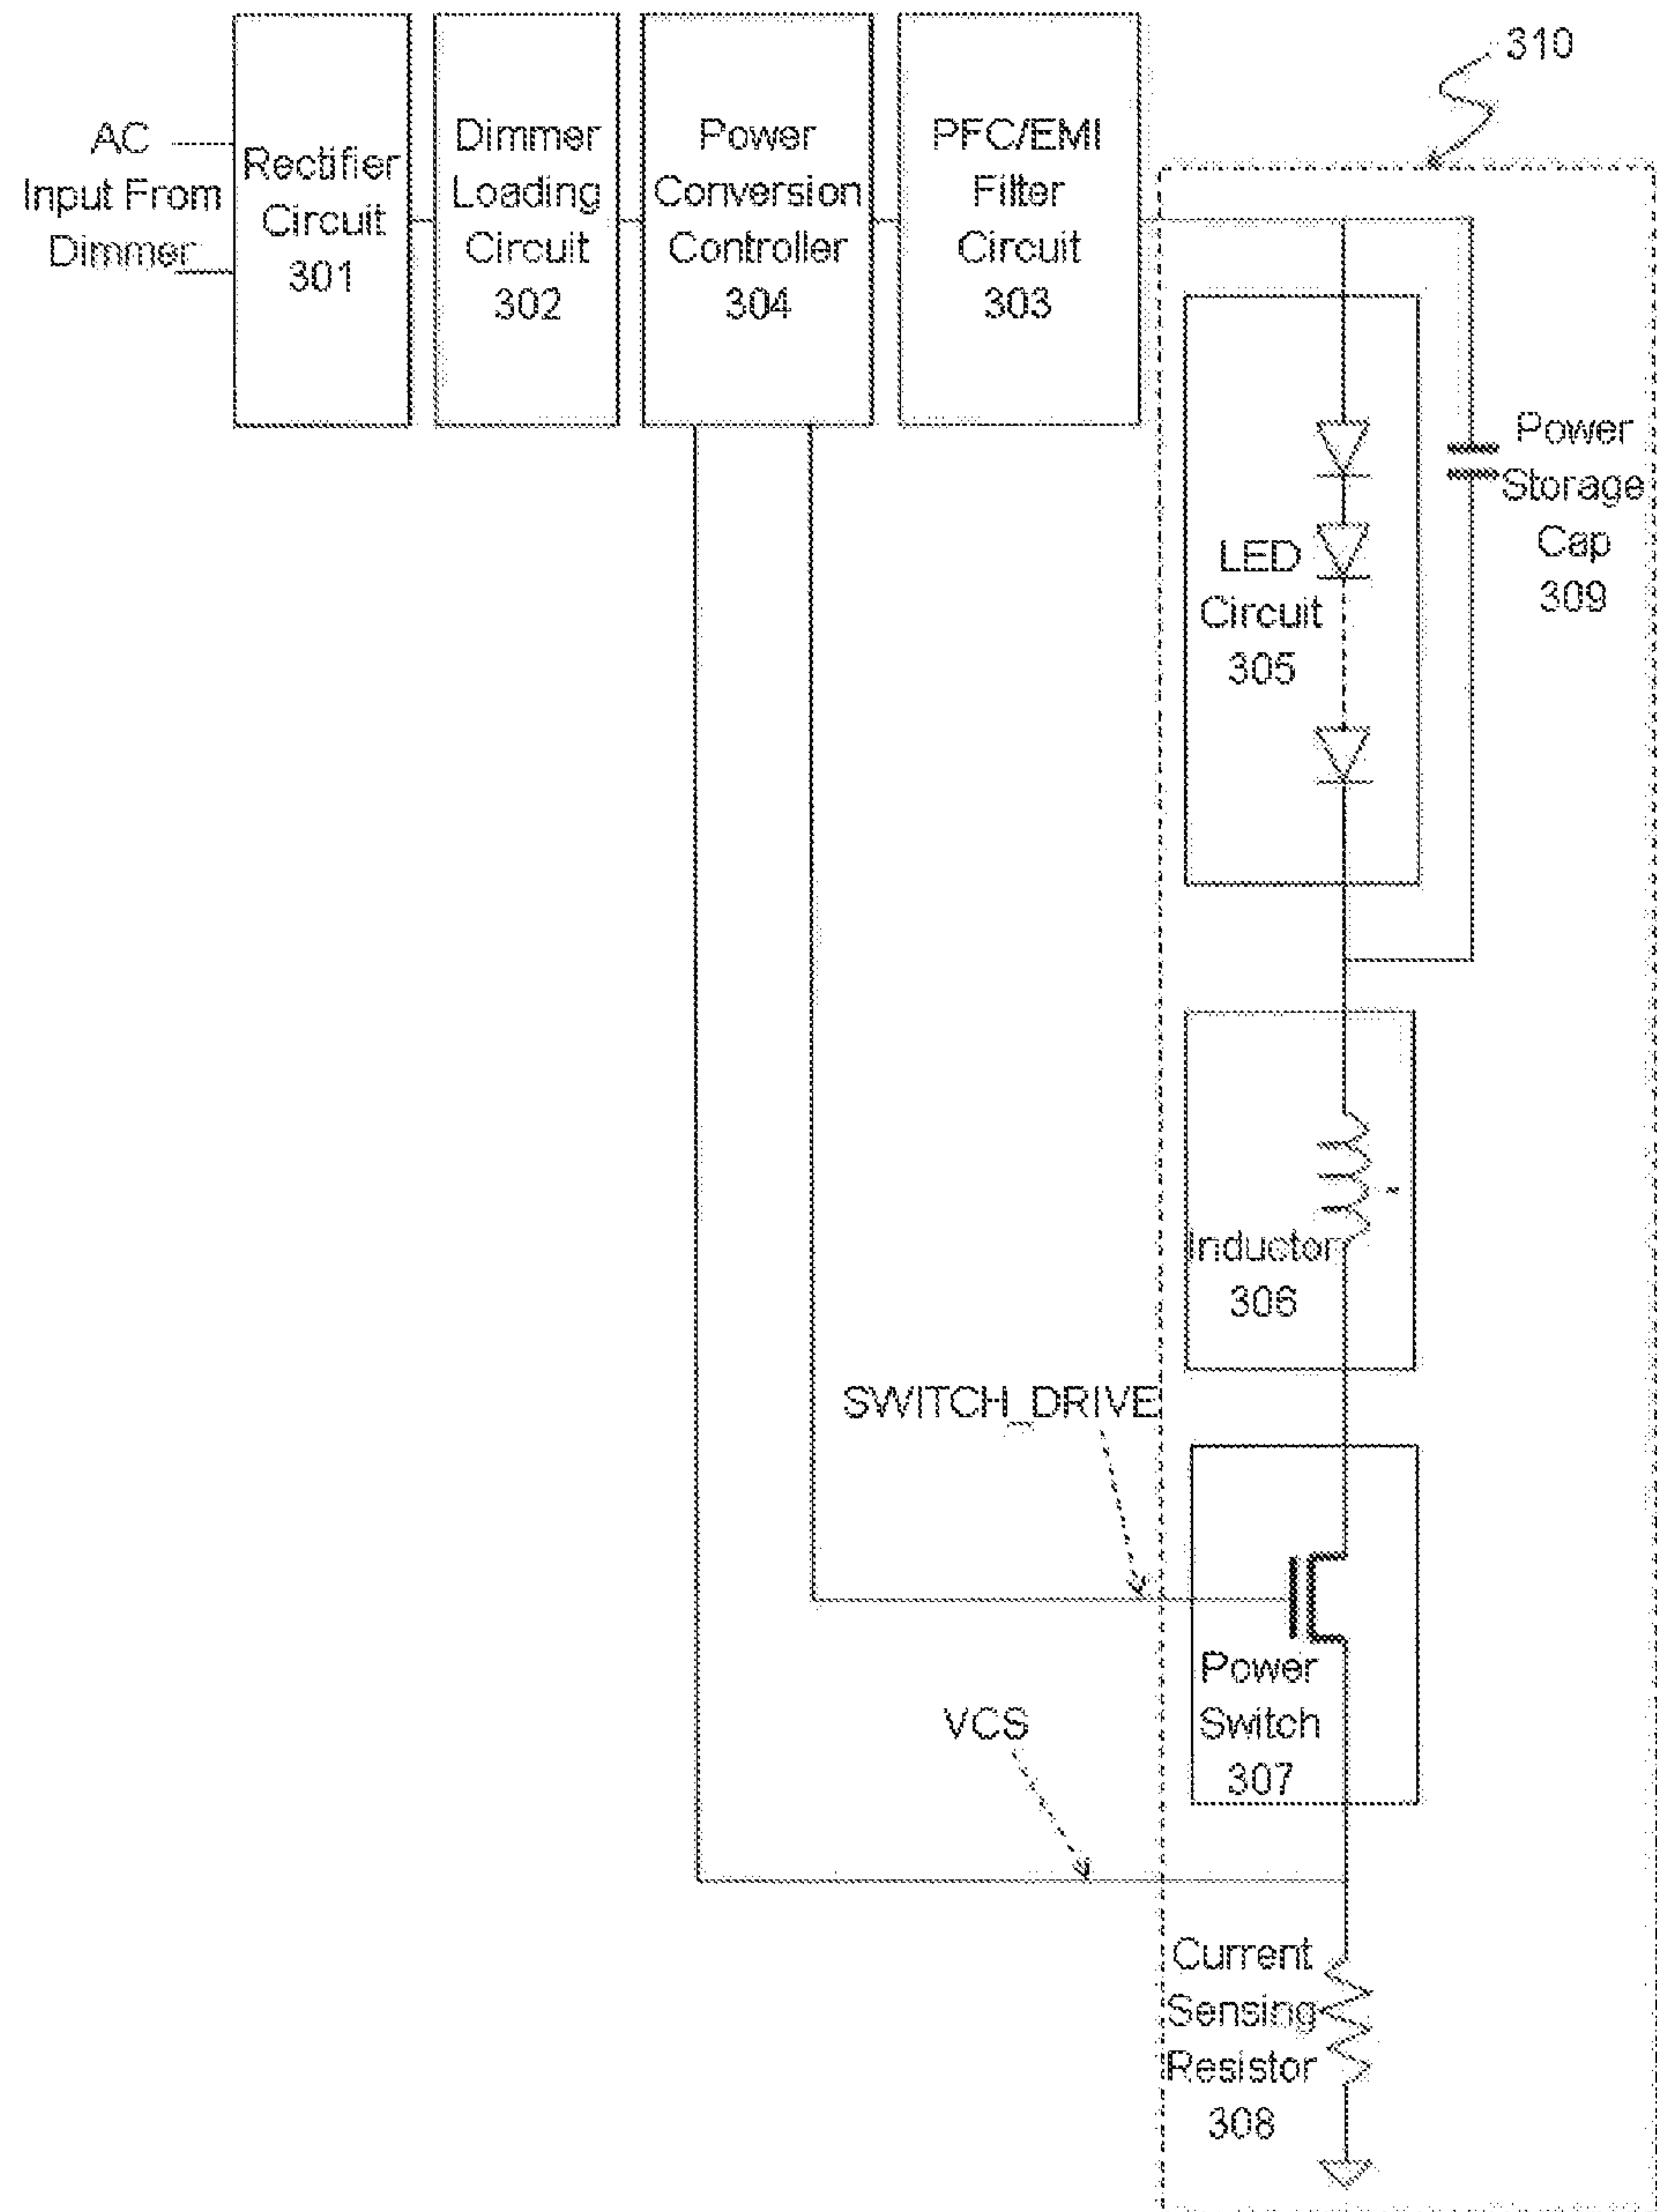 310
AC
Input From
Dimmer
Rectifier
Circuit
301
Dimmer
Loading
Circuit
302
Power
Conversion
Controller
304
PFC/EMI
Filter
Circuit
303
Power
Storage
Cap
309
LED
Circuit
305
Inductor
306
SWITCH_DRIVE
Power
Switch
307
VCS
Current
Sensing
Resistor
308